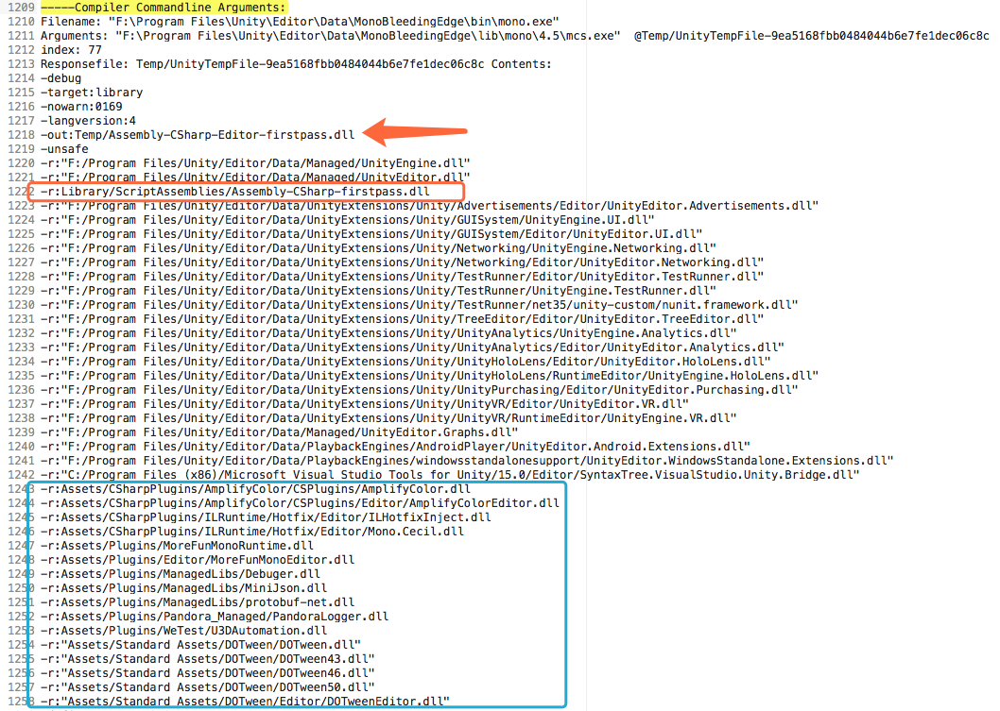 1209 -----Compiler Commandline Arguments:
1210 Filename: "F:\Program Files\Unity\Editor\Data\MonoBleedingEdge\bin\mono.exe"
1211 Arguments: "F:\Program Files\Unity\Editor\Data\MonoBleedingEdge\lib\mono\4.5\mcs.exe"  @Temp/UnityTempFile-9ea5168fbb0484044b6e7fe1dec06c8c
1212 index: 77
1213 Responsefile: Temp/UnityTempFile-9ea5168fbb0484044b6e7fe1dec06c8c Contents:
1214 -debug
1215 -target:library
1216 -nowarn:0169
1217 -langversion:4
1218 -out:Temp/Assembly-CSharp-Editor-firstpass.dll
1219 -unsafe
1220 -r:"F:/Program Files/Unity/Editor/Data/Managed/UnityEngine.dll"
1221 -r:"F:/Program Files/Unity/Editor/Data/Managed/UnityEditor.dll"
1222 -r:Library/ScriptAssemblies/Assembly-CSharp-firstpass.dll
1223 -r:"F:/Program Files/Unity/Editor/Data/UnityExtensions/Unity/Advertisements/Editor/UnityEditor.Advertisements.dll"
1224 -r:"F:/Program Files/Unity/Editor/Data/UnityExtensions/Unity/GUISystem/UnityEngine.UI.dll"
1225 -r:"F:/Program Files/Unity/Editor/Data/UnityExtensions/Unity/GUISystem/Editor/UnityEditor.UI.dll"
1226 -r:"F:/Program Files/Unity/Editor/Data/UnityExtensions/Unity/Networking/UnityEngine.Networking.dll"
1227 -r:"F:/Program Files/Unity/Editor/Data/UnityExtensions/Unity/Networking/Editor/UnityEditor.Networking.dll"
1228 -r:"F:/Program Files/Unity/Editor/Data/UnityExtensions/Unity/TestRunner/Editor/UnityEditor.TestRunner.dll"
1229 -r:"F:/Program Files/Unity/Editor/Data/UnityExtensions/Unity/TestRunner/UnityEngine.TestRunner.dll"
1230 -r:"F:/Program Files/Unity/Editor/Data/UnityExtensions/Unity/TestRunner/net35/unity-custom/nunit.framework.dll"
1231 -r:"F:/Program Files/Unity/Editor/Data/UnityExtensions/Unity/TreeEditor/Editor/UnityEditor.TreeEditor.dll"
1232 -r:"F:/Program Files/Unity/Editor/Data/UnityExtensions/Unity/UnityAnalytics/UnityEngine.Analytics.dll"
1233 -r:"F:/Program Files/Unity/Editor/Data/UnityExtensions/Unity/UnityAnalytics/Editor/UnityEditor.Analytics.dll"
1234 -r:"F:/Program Files/Unity/Editor/Data/UnityExtensions/Unity/UnityHoloLens/Editor/UnityEditor.HoloLens.dll"
1235 -r:"F:/Program Files/Unity/Editor/Data/UnityExtensions/Unity/UnityHoloLens/RuntimeEditor/UnityEngine.HoloLens.dll"
1236 -r:"F:/Program Files/Unity/Editor/Data/UnityExtensions/Unity/UnityPurchasing/Editor/UnityEditor.Purchasing.dll"
1237 -r:"F:/Program Files/Unity/Editor/Data/UnityExtensions/Unity/UnityVR/Editor/UnityEditor.VR.dll"
1238 -r:"F:/Program Files/Unity/Editor/Data/UnityExtensions/Unity/UnityVR/RuntimeEditor/UnityEngine.VR.dll"
1239 -r:"F:/Program Files/Unity/Editor/Data/Managed/UnityEditor.Graphs.dll"
1240 -r:"F:/Program Files/Unity/Editor/Data/PlaybackEngines/AndroidPlayer/UnityEditor.Android.Extensions.dll"
1241 -r:"F:/Program Files/Unity/Editor/Data/PlaybackEngines/windowsstandalonesupport/UnityEditor.WindowsStandalone.Extensions.dll"
1242 -r:"C:/Program Files (x86)/Microsoft Visual Studio Tools for Unity/15.0/Editor/SyntaxTree.VisualStudio.Unity.Bridge.dll"
1243 -r:Assets/CSharpPlugins/AmplifyColor/CSPlugins/AmplifyColor.dll
1244 -r:Assets/CSharpPlugins/AmplifyColor/CSPlugins/Editor/AmplifyColorEditor.dll
1245 -r:Assets/CSharpPlugins/ILRuntime/Hotfix/Editor/ILHotfixInject.dll
1246 -r:Assets/CSharpPlugins/ILRuntime/Hotfix/Editor/Mono.Cecil.dll
1247 -r:Assets/Plugins/MoreFunMonoRuntime.dll
1248 -r:Assets/Plugins/Editor/MoreFunMonoEditor.dll
1249 -r:Assets/Plugins/ManagedLibs/Debuger.dll
1250 -r:Assets/Plugins/ManagedLibs/MiniJson.dll
1251 -r:Assets/Plugins/ManagedLibs/protobuf-net.dll
1252 -r:Assets/Plugins/Pandora_Managed/PandoraLogger.dll
1253 -r:Assets/Plugins/WeTest/U3DAutomation.dll
1254 -r:"Assets/Standard Assets/DOTween/DOTween.dll"
1255 -r:"Assets/Standard Assets/DOTween/DOTween43.dll"
1256 -r:"Assets/Standard Assets/DOTween/DOTween46.dll"
1257 -r:"Assets/Standard Assets/DOTween/DOTween50.dll"
1258 -r:"Assets/Standard Assets/DOTween/Editor/DOTweenEditor.dll"